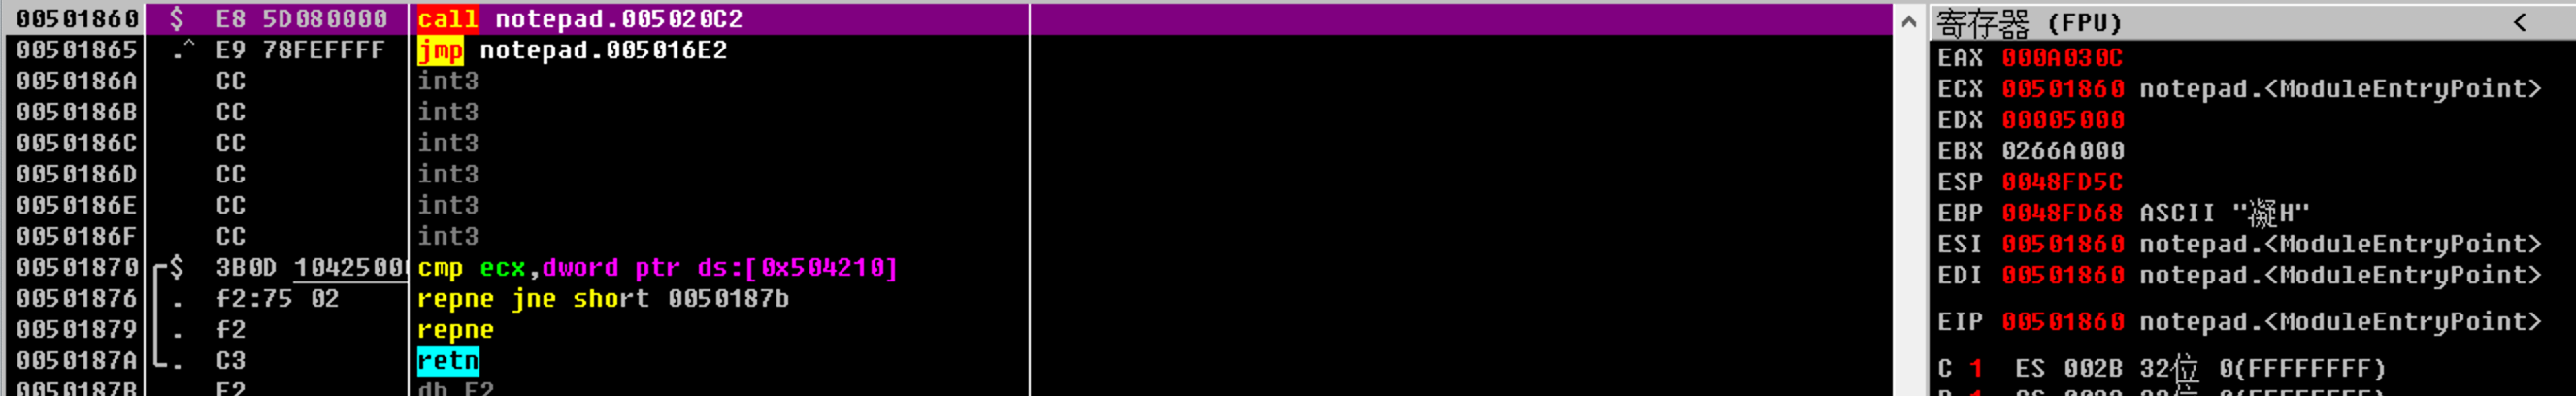 00501860 $ E8 5D080000 call notepad.005020C2
00501865 .^ E9 78FEFFFF jmp notepad.005016E2
0050186A CC int3
0050186B CC int3
0050186C CC int3
0050186D CC int3
0050186E CC int3
0050186F CC int3
00501870 $ 3B0D 10425000 cmp ecx,dword ptr ds:[0x504210]
00501876 . f2:75 02 repne jne short 0050187b
00501879 . f2 repne
0050187A . C3 retn
0050187B F2 db F2
寄存器 (FPU) <
EAX 000A030C
ECX 00501860 notepad.<ModuleEntryPoint>
EDX 00005000
EBX 0266A000
ESP 0048FD5C
EBP 0048FD68 ASCII "凝H"
ESI 00501860 notepad.<ModuleEntryPoint>
EDI 00501860 notepad.<ModuleEntryPoint>
EIP 00501860 notepad.<ModuleEntryPoint>
C 1 ES 002B 32位 0(FFFFFFFF)